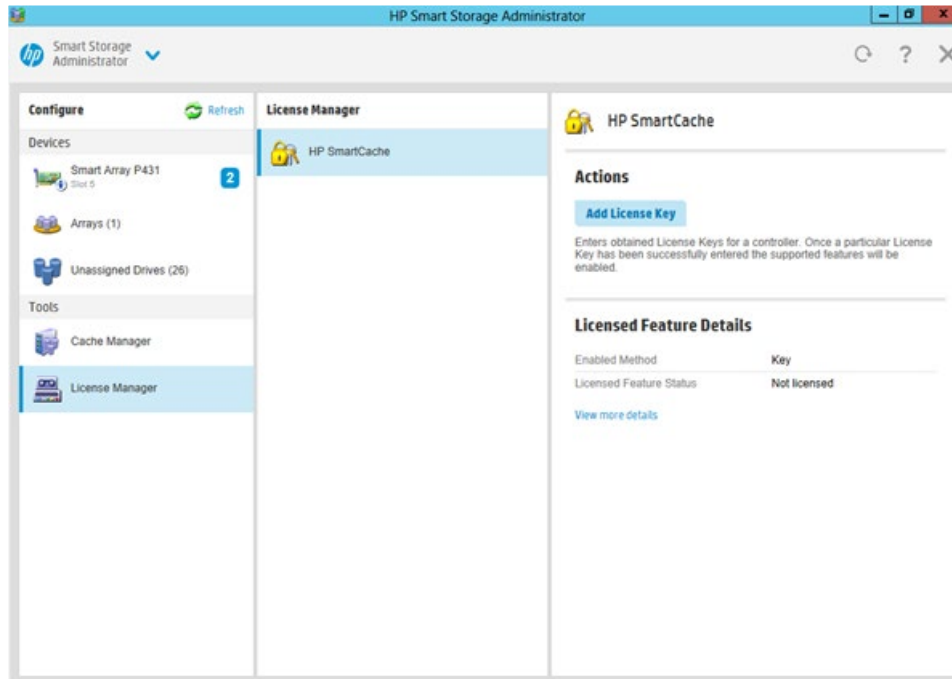 HP Smart Storage Administrator
hp
Smart Storage
Administrator
?
Configure
Refresh
Devices
Smart Array P431
Slot 5
2
Arrays (1)
Unassigned Drives (26)
Tools
Cache Manager
License Manager
License Manager
HP SmartCache
HP SmartCache
Actions
Add License Key
Enters obtained License Keys for a controller. Once a particular License
Key has been successfully entered the supported features will be
enabled.
Licensed Feature Details
Enabled Method Key
Licensed Feature Status Not licensed
View more details